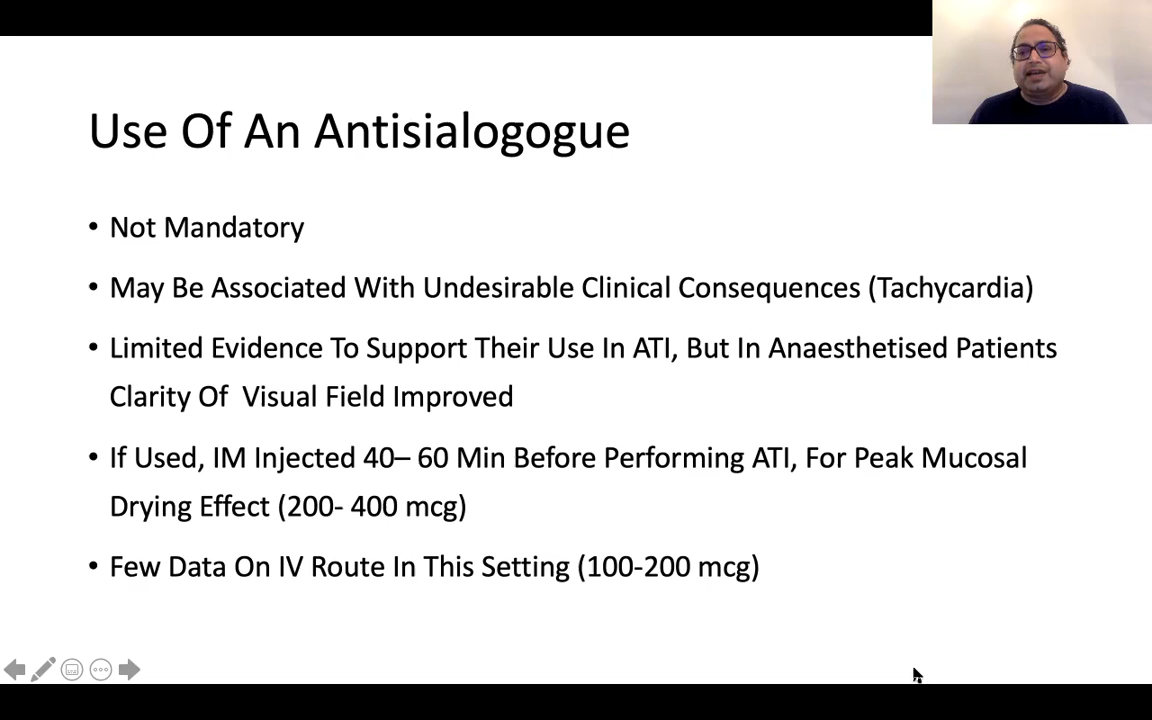 Use Of An Antisialogogue
• Not Mandatory
• May Be Associated With Undesirable Clinical Consequences (Tachycardia)
• Limited Evidence To Support Their Use In ATI, But In Anaesthetised Patients
Clarity Of  Visual Field Improved
• If Used, IM Injected 40– 60 Min Before Performing ATI, For Peak Mucosal
Drying Effect (200- 400 mcg)
• Few Data On IV Route In This Setting (100-200 mcg)